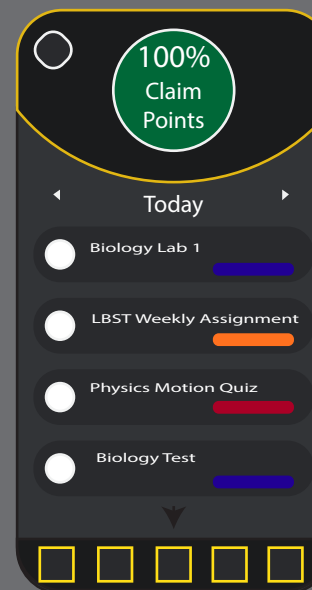 100%
Claim
Points
Today
Biology Lab 1
LBST Weekly Assignment
Physics Motion Quiz
Biology Test